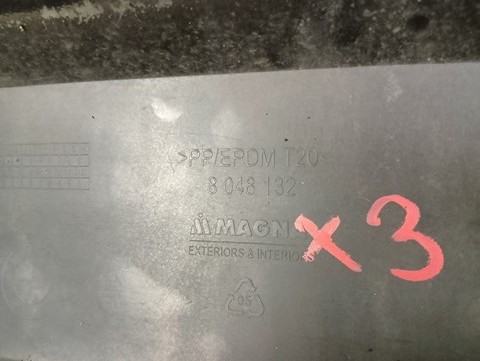 >PP/EPDM T20
8 048 132
MAGNA
EXTERIORS & INTERIORS
X3
05